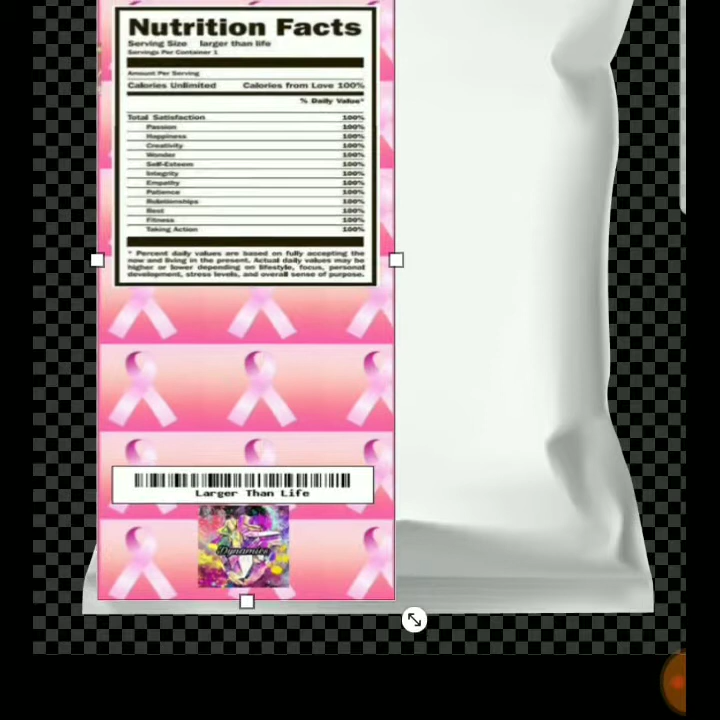 Nutrition Facts
Serving Size larger than life
Servings Per Container 1
Amount Per Serving
Calories Unlimited Calories from Love 100%
% Daily Value*
Total Satisfaction 100%
Passion 100%
Happiness 100%
Creativity 100%
Wonder 100%
Self-Esteem 100%
Integrity 100%
Empathy 100%
Patience 100%
Relationships 100%
Rest 100%
Fitness 100%
Taking Action 100%
* Percent daily values are based on fully accepting the
now and living in the present. Actual daily values may be
higher or lower depending on lifestyle, focus, personal
development, stress levels, and overall sense of purpose.
Larger Than Life
Dynamics